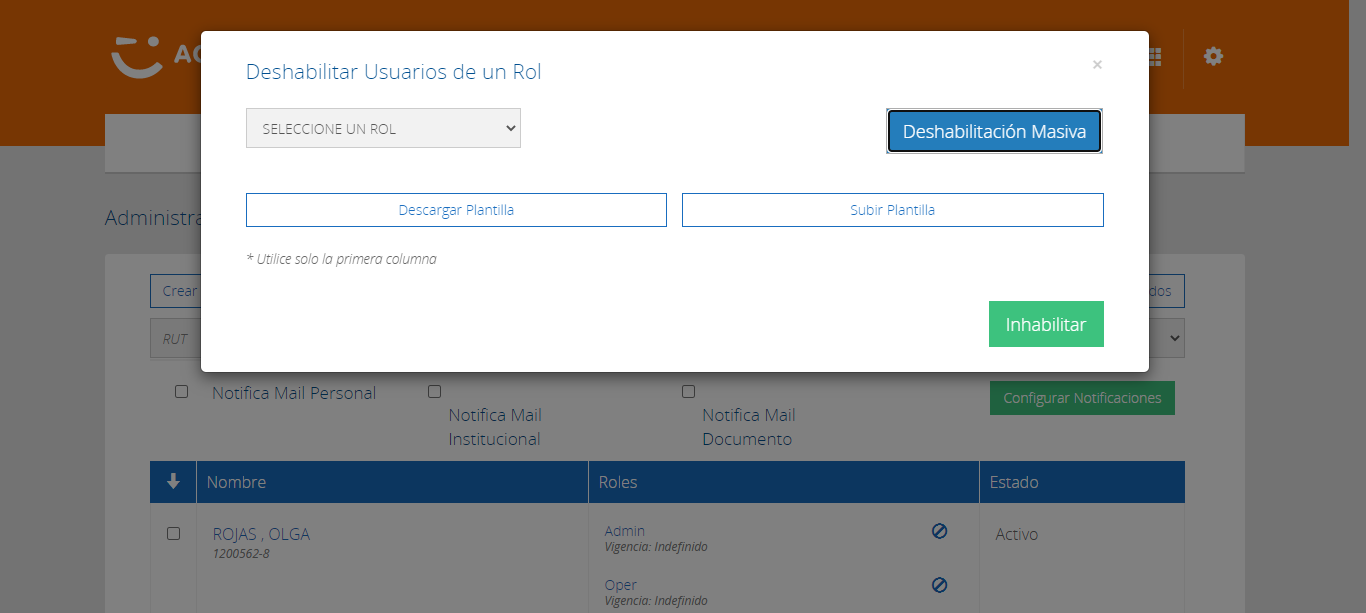 Deshabilitar Usuarios de un Rol
×
SELECCIONE UN ROL
Deshabilitación Masiva
Descargar Plantilla
Subir Plantilla
* Utilice solo la primera columna
Inhabilitar
Crear
RUT
Notifica Mail Personal
Notifica Mail
Institucional
Notifica Mail
Documento
Configurar Notificaciones
Nombre
Roles
Estado
ROJAS , OLGA
1200562-8
Admin
Vigencia: Indefinido
Oper
Vigencia: Indefinido
Activo